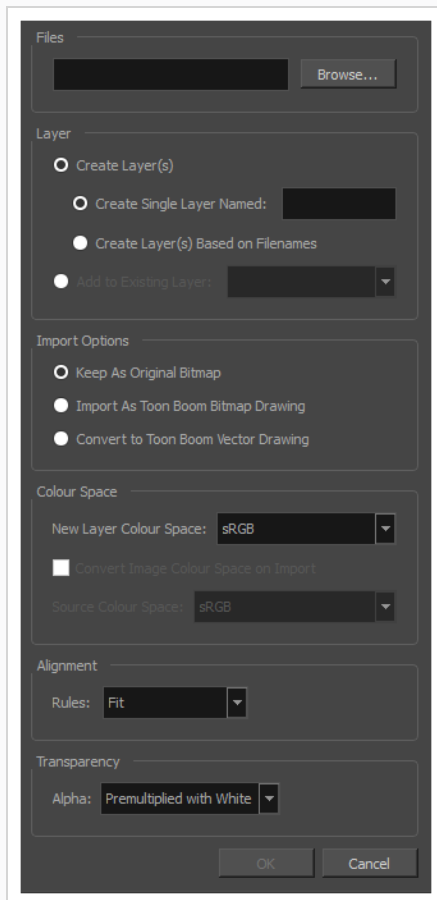 Files
Browse...
Layer
Create Layer(s)
Create Single Layer Named:
Create Layer(s) Based on Filenames
Add to Existing Layer:
Import Options
Keep As Original Bitmap
Import As Toon Boom Bitmap Drawing
Convert to Toon Boom Vector Drawing
Colour Space
New Layer Colour Space: sRGB
Convert Image Colour Space on Import
Source Colour Space: sRGB
Alignment
Rules: Fit
Transparency
Alpha: Premultiplied with White
OK Cancel